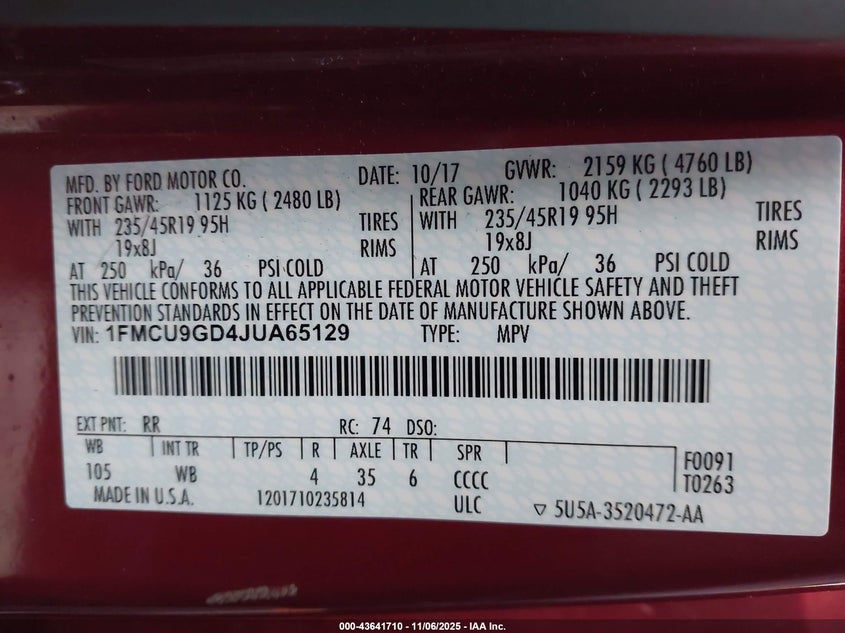 MFD. BY FORD MOTOR CO. DATE: 10/17 GVWR: 2159 KG ( 4760 LB)
FRONT GAWR: 1125 KG ( 2480 LB) REAR GAWR: 1040 KG ( 2293 LB)
WITH 235/45R19 95H TIRES WITH 235/45R19 95H TIRES
19x8J RIMS 19x8J RIMS
AT 250 kPa/ 36 PSI COLD AT 250 kPa/ 36 PSI COLD
THIS VEHICLE CONFORMS TO ALL APPLICABLE FEDERAL MOTOR VEHICLE SAFETY AND THEFT
PREVENTION STANDARDS IN EFFECT ON THE DATE OF MANUFACTURE SHOWN ABOVE.
VIN: 1FMCU9GD4JUA65129 TYPE: MPV
EXT PNT: RR RC: 74 DSO:
WB INT TR TP/PS R AXLE TR SPR F0091
105 WB 4 35 6 CCCC T0263
MADE IN U.S.A. 1201710235814 ULC ▽ 5U5A-3520472-AA
000-43641710 - 11/06/2025 - IAA Inc.